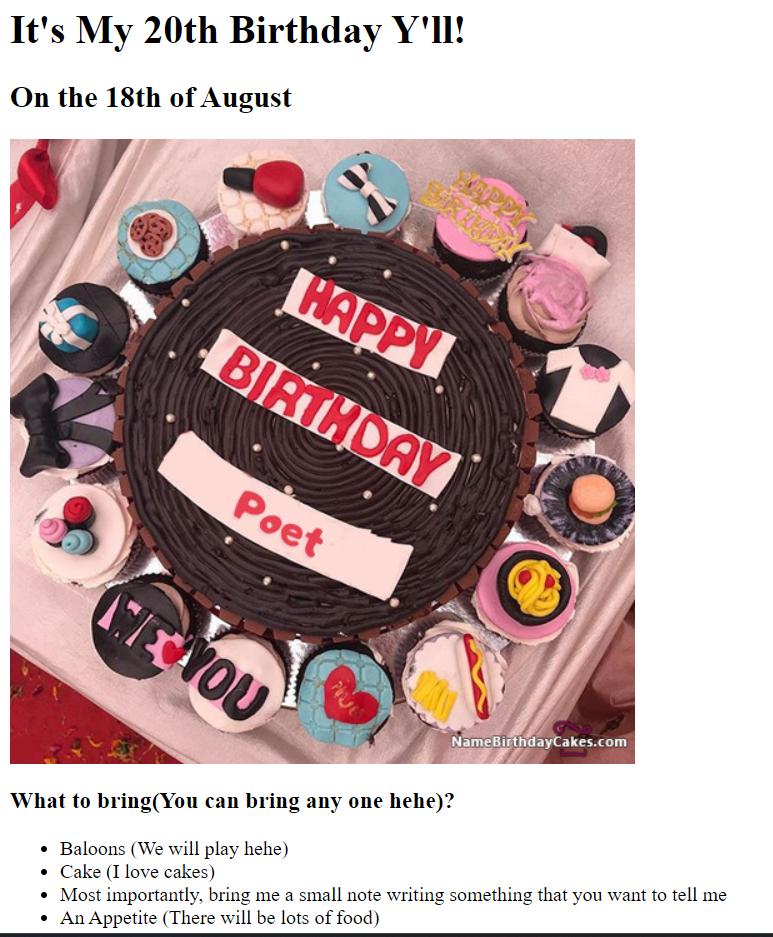 It's My 20th Birthday Y'll!
On the 18th of August
HAPPY
BIRTHDAY
HAPPY
BIRTHDAY
Poet
WE
YOU
NameBirthdayCakes.com
What to bring(You can bring any one hehe)?
Baloons (We will play hehe)
Cake (I love cakes)
Most importantly, bring me a small note writing something that you want to tell me
An Appetite (There will be lots of food)